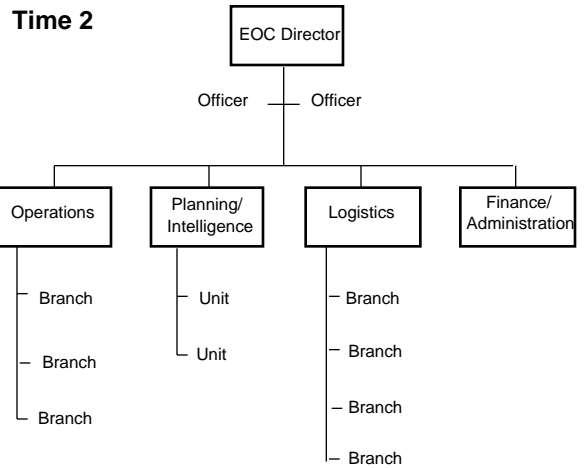 Time 2
EOC Director
Officer
Officer
Operations
Planning/
Intelligence
Logistics
Finance/
Administration
Branch
Branch
Branch
Unit
Unit
Branch
Branch
Branch
Branch